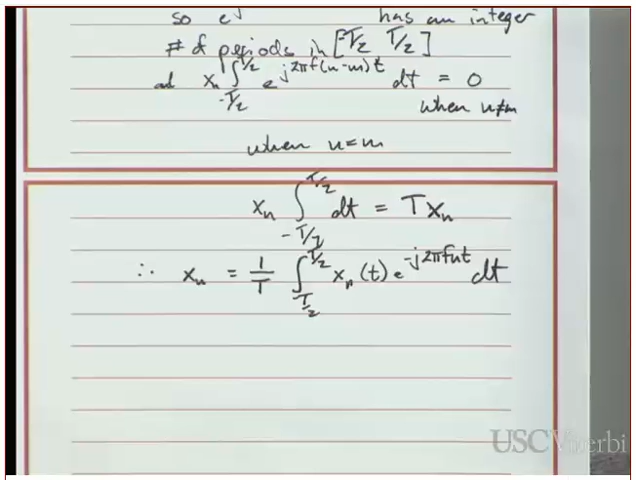 so e^j has an integer
# of periods in [-T/2 T/2]
and x_n ∫_{-T/2}^{T/2} e^{j2πf(n-m)t} dt = 0
when n≠m
when n=m
x_n ∫_{-T/2}^{T/2} dt = T x_n
∴ x_n = 1/T ∫_{-T/2}^{T/2} x_p(t) e^{-j2πfnt} dt
USC Viterbi